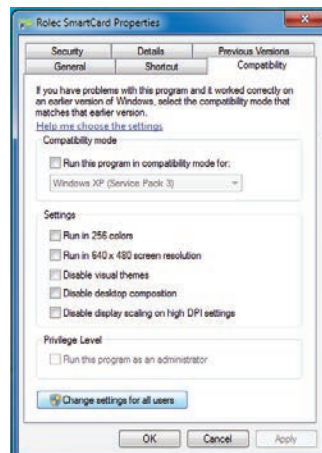 Rolec SmartCard Properties
Security Details Previous Versions
General Shortcut Compatibility
If you have problems with this program and it worked correctly on
an earlier version of Windows, select the compatibility mode that
matches that earlier version.
Help me choose the settings
Compatibility mode
Run this program in compatibility mode for:
Windows XP (Service Pack 3)
Settings
Run in 256 colors
Run in 640 x 480 screen resolution
Disable visual themes
Disable desktop composition
Disable display scaling on high DPI settings
Privilege Level
Run this program as an administrator
Change settings for all users
OK Cancel Apply